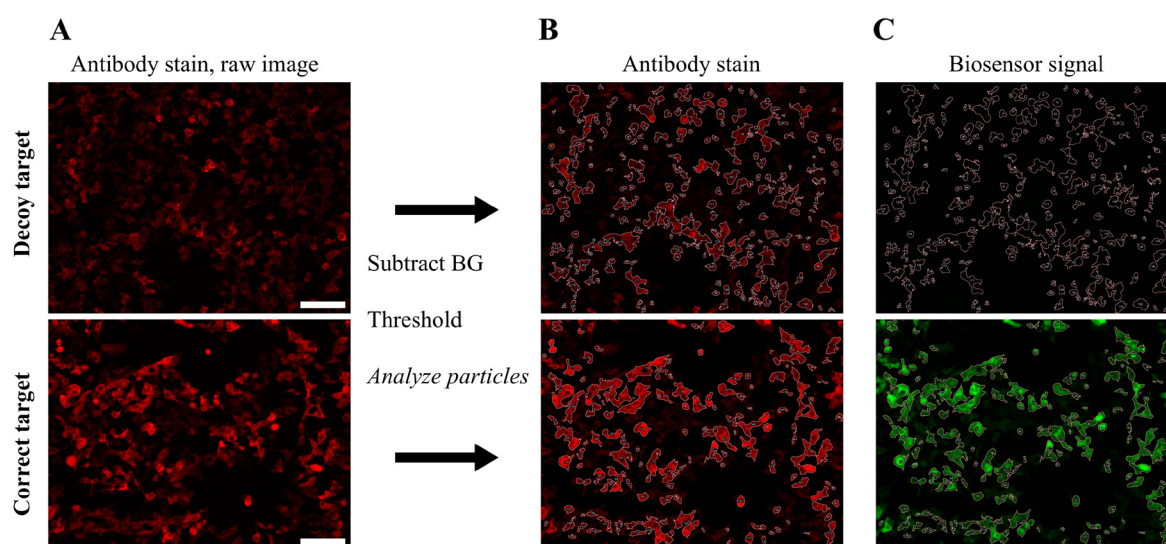 A
B
C
Antibody stain, raw image
Antibody stain
Biosensor signal
Decoy target
Subtract BG
Threshold
Analyze particles
Correct target